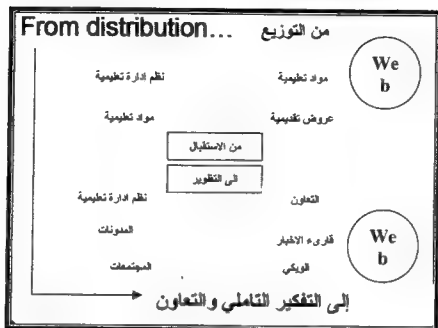 From distribution... من التوزيع
We
b
مواد تعليمية
نظم ادارة تعليمية
عروض تقديمية
مواد تعليمية
من الاستقبال
الى التطوير
التعاون
نظم ادارة تعليمية
قارىء الاخبار
المدونات
We
b
الويكي
المجتمعات
إلى التفكير التاملي والتعاون